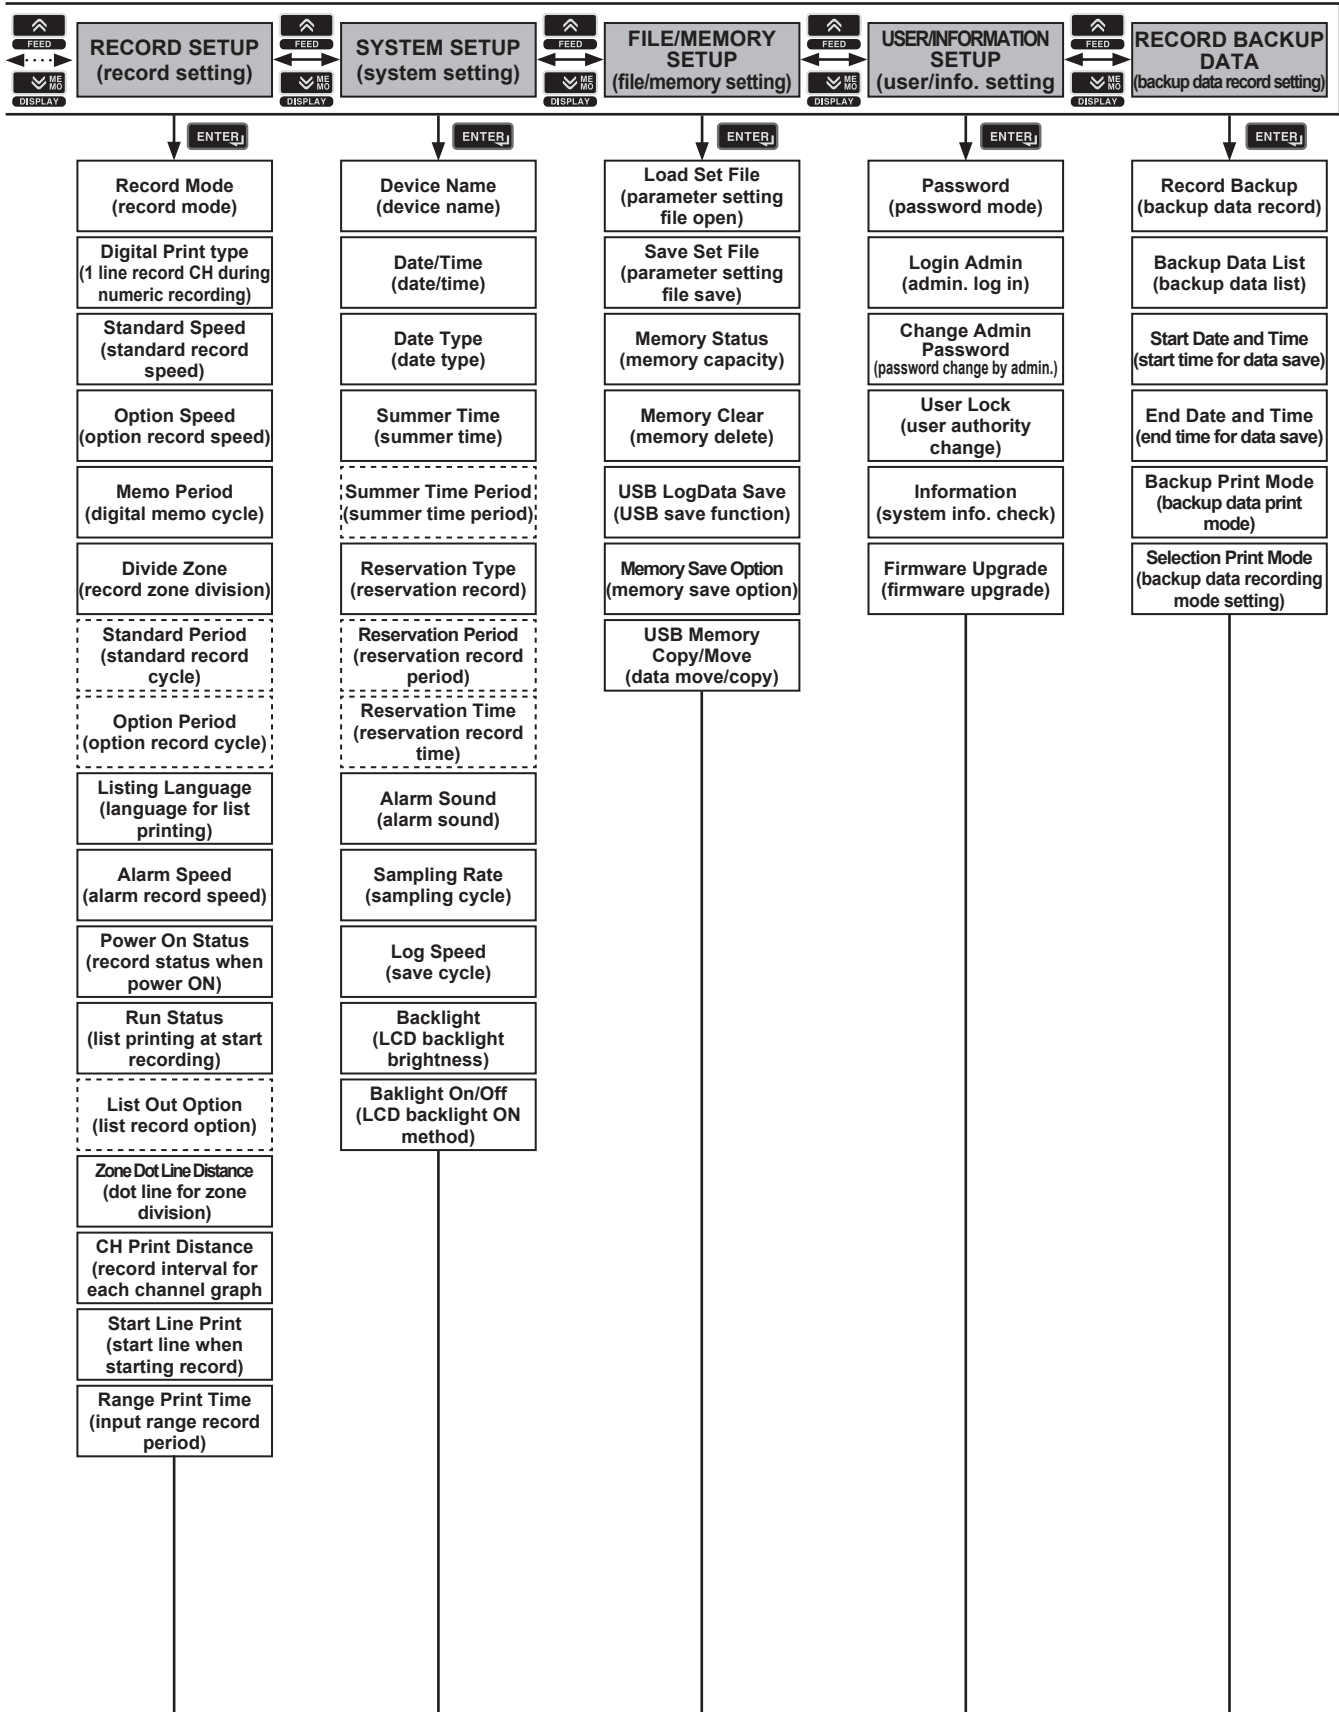 FEED
ME
MO
DISPLAY
RECORD SETUP
(record setting)
FEED
ME
MO
DISPLAY
SYSTEM SETUP
(system setting)
FEED
ME
MO
DISPLAY
FILE/MEMORY
SETUP
(file/memory setting)
FEED
ME
MO
DISPLAY
USER/INFORMATION
SETUP
(user/info. setting
FEED
ME
MO
DISPLAY
RECORD BACKUP
DATA
(backup data record setting)
ENTER
Record Mode
(record mode)
Digital Print type
(1 line record CH during
numeric recording)
Standard Speed
(standard record
speed)
Option Speed
(option record speed)
Memo Period
(digital memo cycle)
Divide Zone
(record zone division)
Standard Period
(standard record
cycle)
Option Period
(option record cycle)
Listing Language
(language for list
printing)
Alarm Speed
(alarm record speed)
Power On Status
(record status when
power ON)
Run Status
(list printing at start
recording)
List Out Option
(list record option)
Zone Dot Line Distance
(dot line for zone
division)
CH Print Distance
(record interval for
each channel graph
Start Line Print
(start line when
starting record)
Range Print Time
(input range record
period)
ENTER
Device Name
(device name)
Date/Time
(date/time)
Date Type
(date type)
Summer Time
(summer time)
Summer Time Period
(summer time period)
Reservation Type
(reservation record)
Reservation Period
(reservation record
period)
Reservation Time
(reservation record
time)
Alarm Sound
(alarm sound)
Sampling Rate
(sampling cycle)
Log Speed
(save cycle)
Backlight
(LCD backlight
brightness)
Baklight On/Off
(LCD backlight ON
method)
ENTER
Load Set File
(parameter setting
file open)
Save Set File
(parameter setting
file save)
Memory Status
(memory capacity)
Memory Clear
(memory delete)
USB LogData Save
(USB save function)
Memory Save Option
(memory save option)
USB Memory
Copy/Move
(data move/copy)
ENTER
Password
(password mode)
Login Admin
(admin. log in)
Change Admin
Password
(password change by admin.)
User Lock
(user authority
change)
Information
(system info. check)
Firmware Upgrade
(firmware upgrade)
ENTER
Record Backup
(backup data record)
Backup Data List
(backup data list)
Start Date and Time
(start time for data save)
End Date and Time
(end time for data save)
Backup Print Mode
(backup data print
mode)
Selection Print Mode
(backup data recording
mode setting)